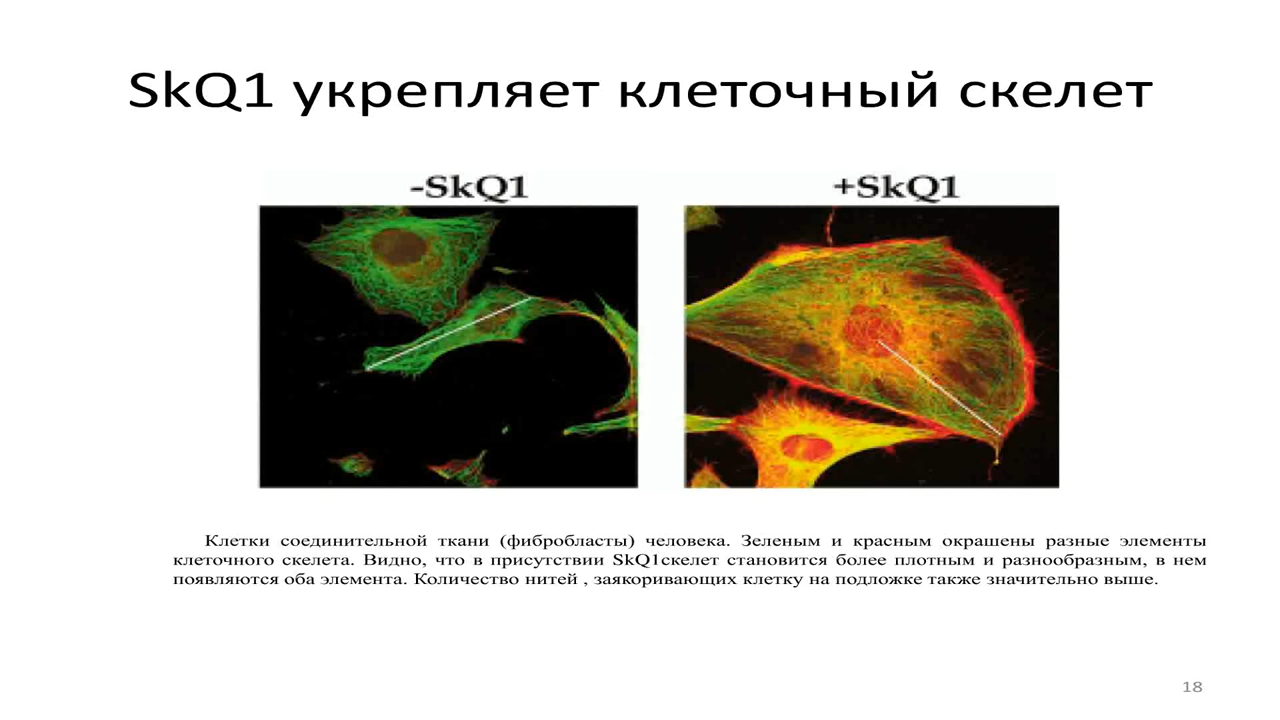 SkQ1 укрепляет клеточный скелет
-SkQ1
+SkQ1
Клетки соединительной ткани (фибробласты) человека. Зеленым и красным окрашены разные элементы
клеточного скелета. Видно, что в присутствии SkQ1скелет становится более плотным и разнообразным, в нем
появляются оба элемента. Количество нитей , заякоривающих клетку на подложке также значительно выше.
18